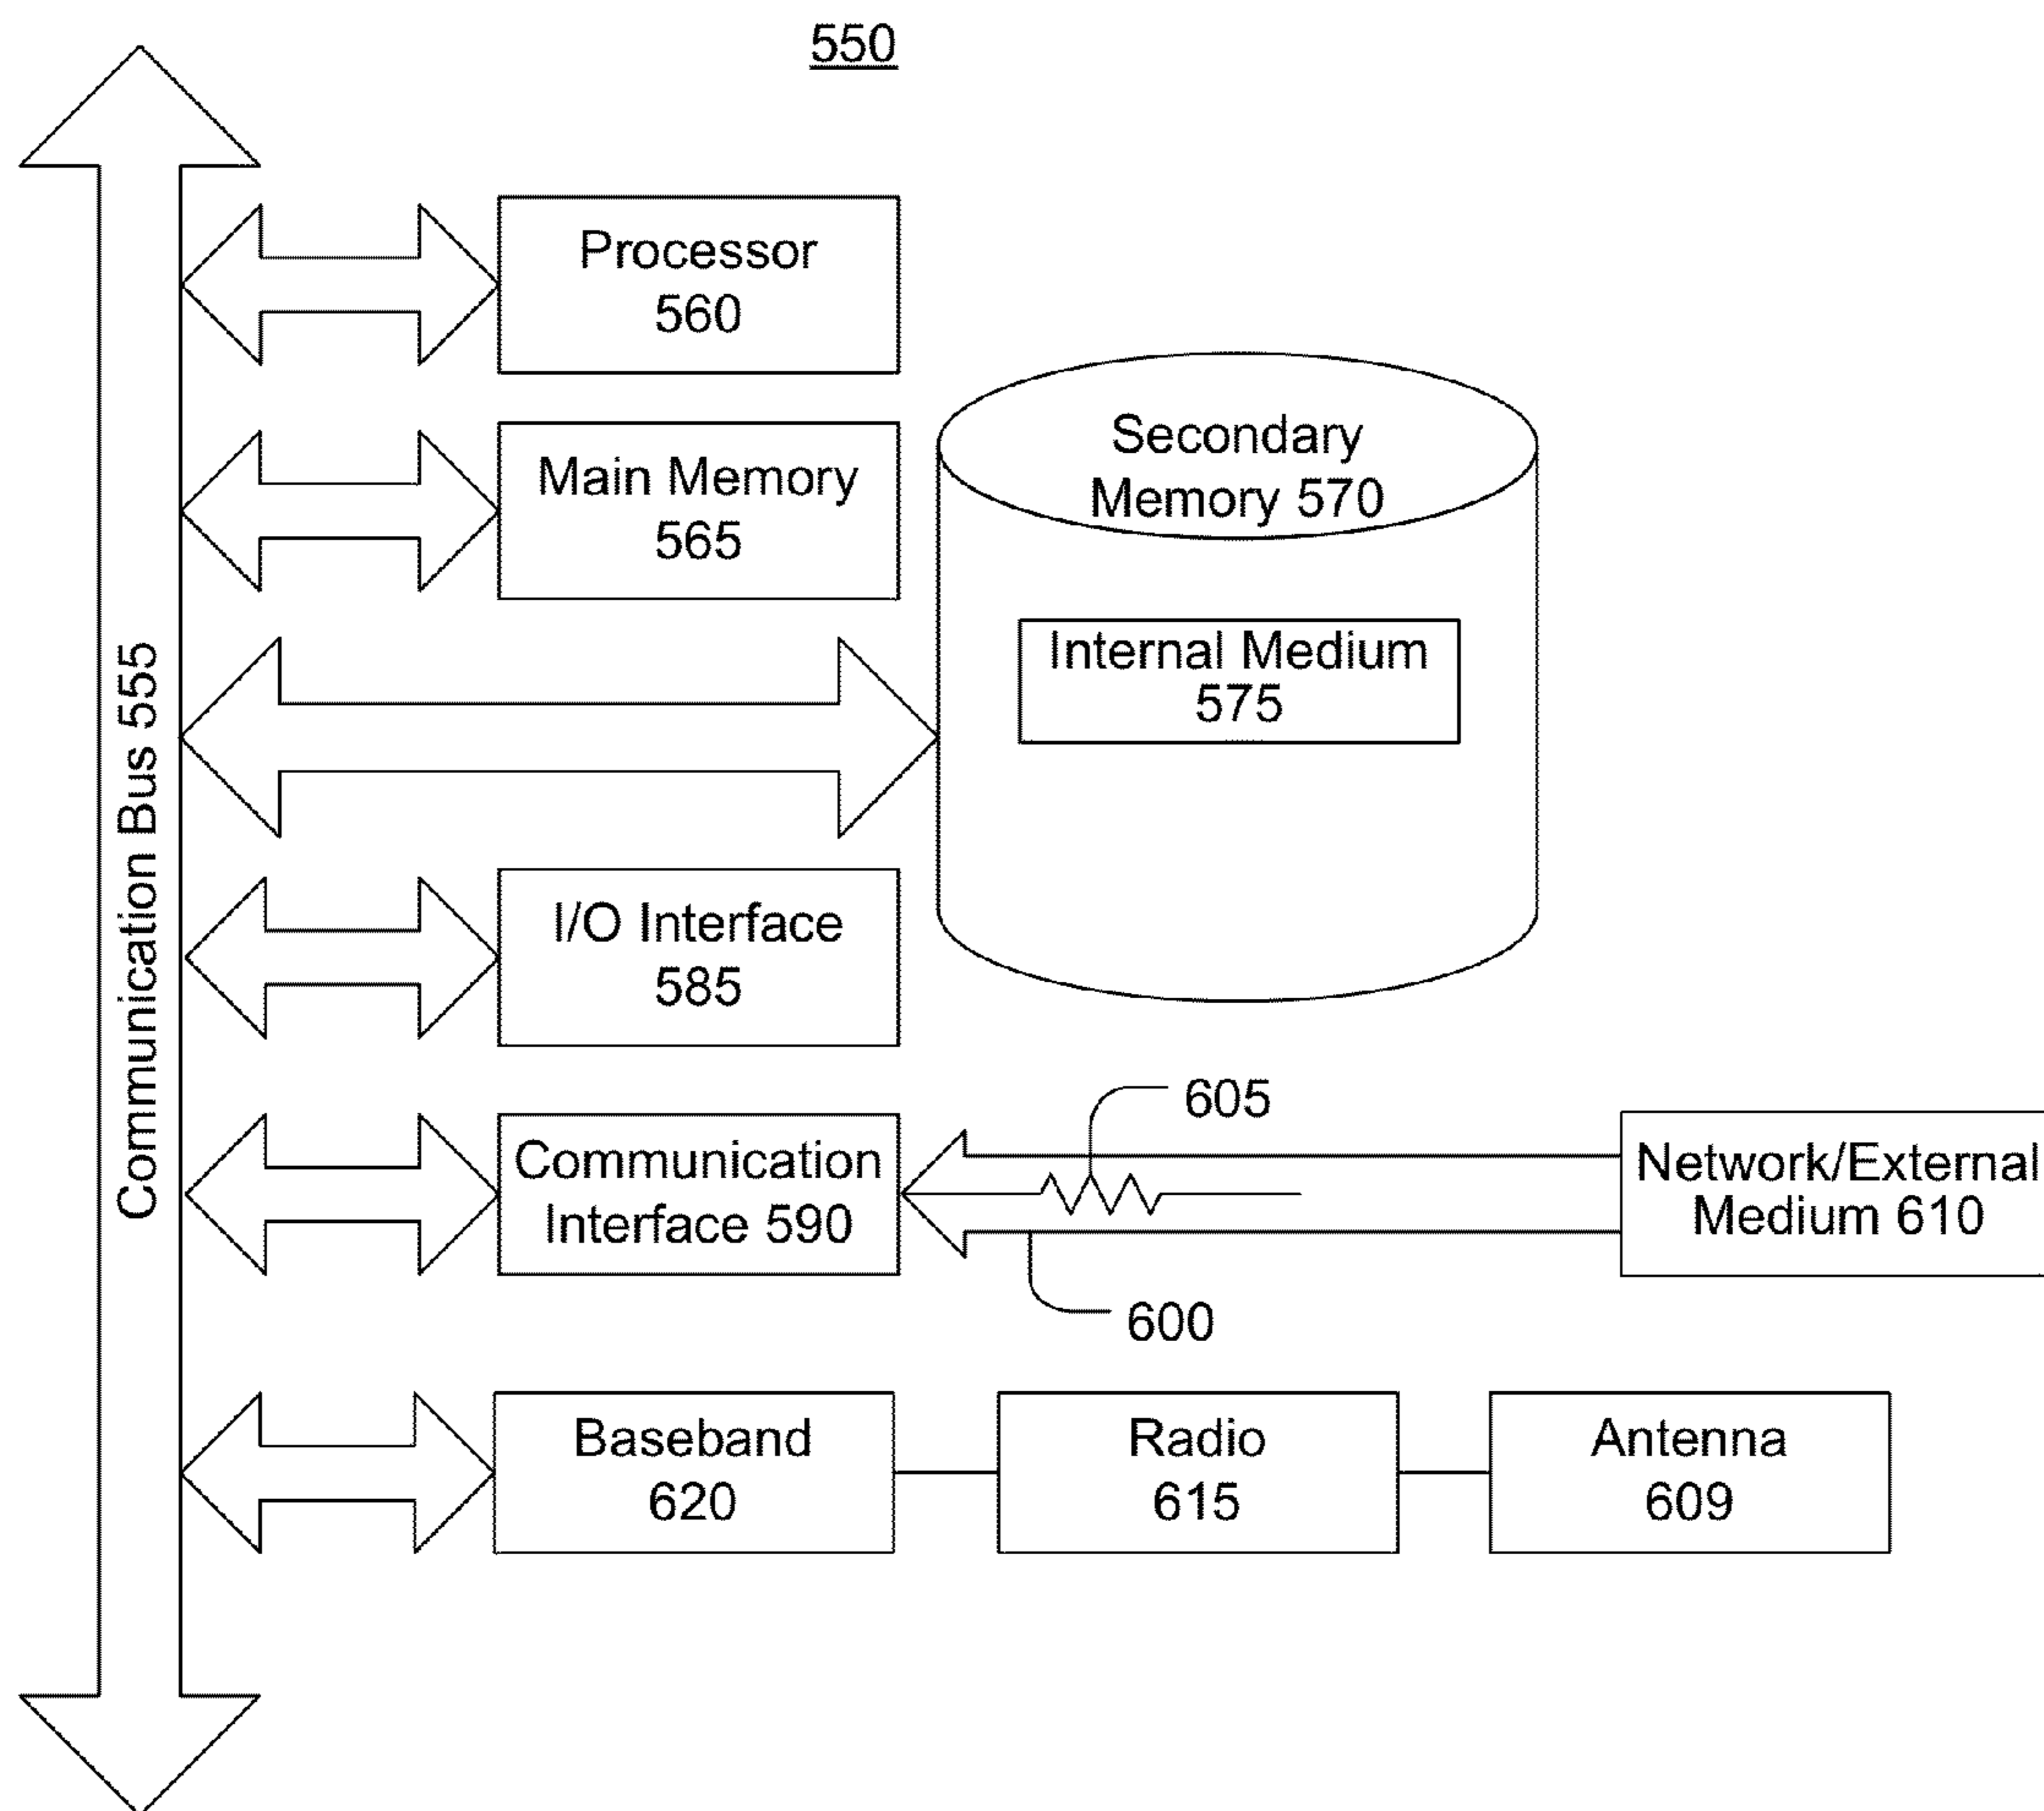 550
Communication Bus 555
Processor
560
Main Memory
565
Secondary
Memory 570
Internal Medium
575
I/O Interface
585
Communication
Interface 590
605
600
Network/External
Medium 610
Baseband
620
Radio
615
Antenna
609